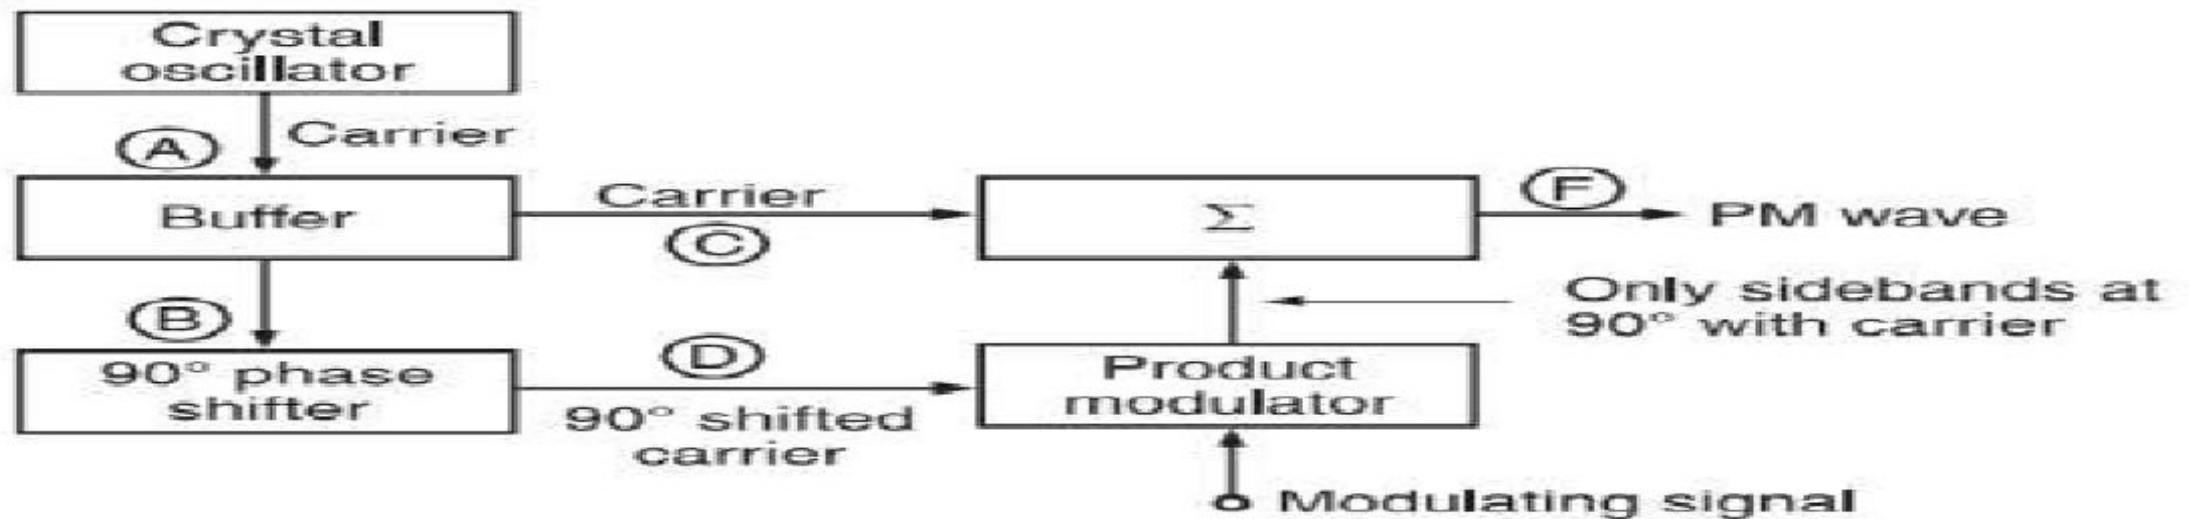 Crystal
oscillator
Carrier
A
Buffer
Carrier
C
Σ
F
PM wave
B
Only sidebands at
90° with carrier
90° phase
shifter
D
90° shifted
carrier
Product
modulator
Modulating signal